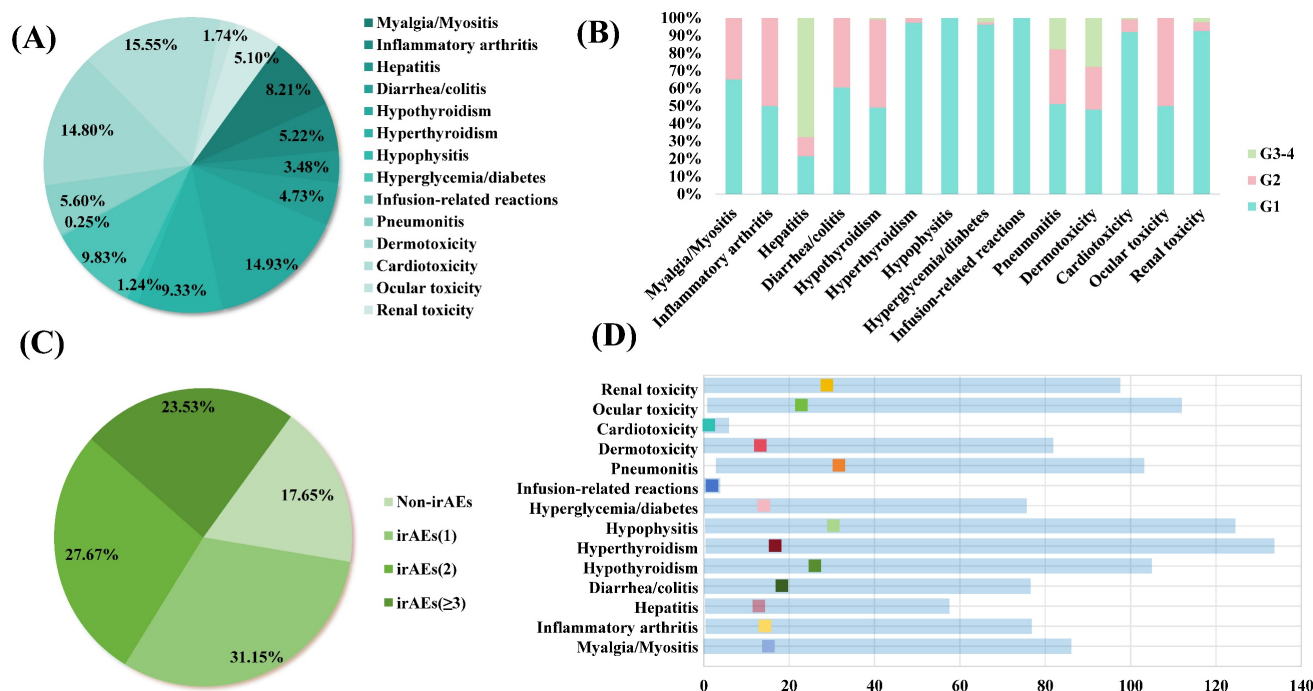 (A)
15.55%
1.74%
5.10%
8.21%
5.22%
3.48%
4.73%
14.93%
9.33%
1.24%
9.83%
0.25%
5.60%
14.80%
Myalgia/Myositis
Inflammatory arthritis
Hepatitis
Diarrhea/colitis
Hypothyroidism
Hyperthyroidism
Hypophysitis
Hyperglycemia/diabetes
Infusion-related reactions
Pneumonitis
Dermotoxicity
Cardiotoxicity
Ocular toxicity
Renal toxicity
(B)
100%
90%
80%
70%
60%
50%
40%
30%
20%
10%
0%
Myalgia/Myositis
Inflammatory arthritis
Hepatitis
Diarrhea/colitis
Hypothyroidism
Hyperthyroidism
Hypophysitis
Hyperglycemia/diabetes
Infusion-related reactions
Pneumonitis
Dermotoxicity
Cardiotoxicity
Ocular toxicity
Renal toxicity
G3-4
G2
G1
(C)
23.53%
17.65%
27.67%
31.15%
Non-irAEs
irAEs(1)
irAEs(2)
irAEs(≥3)
(D)
Renal toxicity
Ocular toxicity
Cardiotoxicity
Dermotoxicity
Pneumonitis
Infusion-related reactions
Hyperglycemia/diabetes
Hypophysitis
Hyperthyroidism
Hypothyroidism
Diarrhea/colitis
Hepatitis
Inflammatory arthritis
Myalgia/Myositis
0 20 40 60 80 100 120 140